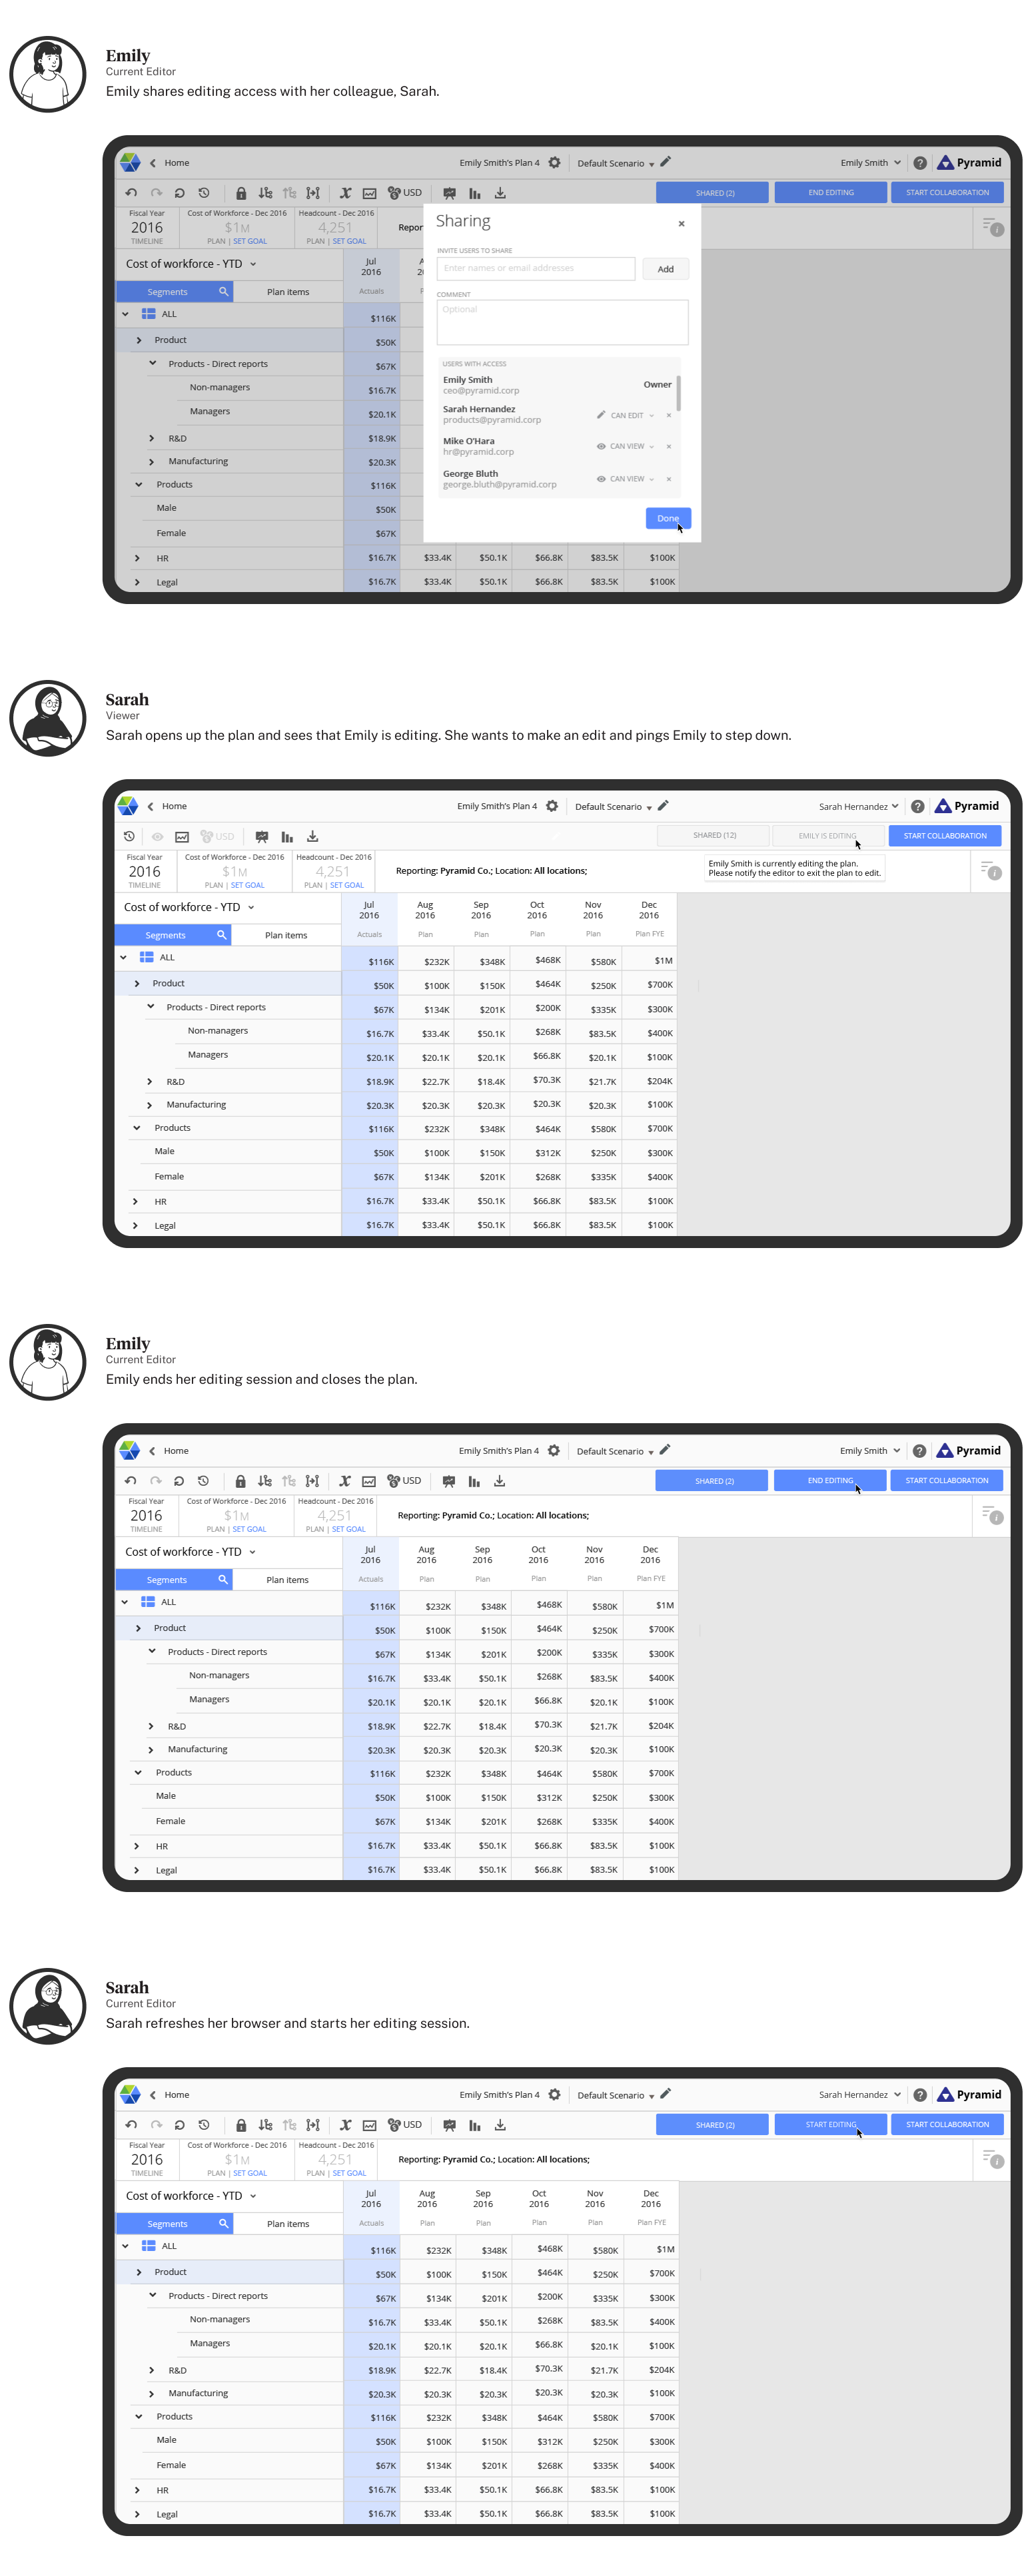 Emily
Current Editor
Emily shares editing access with her colleague, Sarah.
Home Emily Smith's Plan 4 Default Scenario Emily Smith ? Pyramid
USD SHARED (2) END EDITING START COLLABORATION
Fiscal Year Cost of Workforce - Dec 2016 Headcount - Dec 2016
2016 $1M 4,251 Repor
TIMELINE PLAN | SET GOAL PLAN | SET GOAL
Cost of workforce - YTD Jul A
2016 2
Segments Plan items Actuals P
ALL $116K
Product $50K
Products - Direct reports $67K
Non-managers $16.7K
Managers $20.1K
R&D $18.9K
Manufacturing $20.3K
Products $116K
Male $50K
Female $67K
HR $16.7K $33.4K $50.1K $66.8K $83.5K $100K
Legal $16.7K $33.4K $50.1K $66.8K $83.5K $100K
Sharing
INVITE USERS TO SHARE
Enter names or email addresses Add
COMMENT
Optional
USERS WITH ACCESS
Emily Smith Owner
ceo@pyramid.corp
Sarah Hernandez CAN EDIT
products@pyramid.corp
Mike O'Hara CAN VIEW
hr@pyramid.corp
George Bluth CAN VIEW
george.bluth@pyramid.corp
Done
Sarah
Viewer
Sarah opens up the plan and sees that Emily is editing. She wants to make an edit and pings Emily to step down.
Home Emily Smith's Plan 4 Default Scenario Sarah Hernandez ? Pyramid
USD SHARED (12) EMILY IS EDITING START COLLABORATION
Fiscal Year Cost of Workforce - Dec 2016 Headcount - Dec 2016
2016 $1M 4,251 Reporting: Pyramid Co.; Location: All locations;
TIMELINE PLAN | SET GOAL PLAN | SET GOAL
Emily Smith is currently editing the plan.
Please notify the editor to exit the plan to edit.
Cost of workforce - YTD Jul Aug Sep Oct Nov Dec
2016 2016 2016 2016 2016 2016
Segments Plan items Actuals Plan Plan Plan Plan Plan FYE
ALL $116K $232K $348K $468K $580K $1M
Product $50K $100K $150K $464K $250K $700K
Products - Direct reports $67K $134K $201K $200K $335K $300K
Non-managers $16.7K $33.4K $50.1K $268K $83.5K $400K
Managers $20.1K $20.1K $20.1K $66.8K $20.1K $100K
R&D $18.9K $22.7K $18.4K $70.3K $21.7K $204K
Manufacturing $20.3K $20.3K $20.3K $20.3K $20.3K $100K
Products $116K $232K $348K $464K $580K $700K
Male $50K $100K $150K $312K $250K $300K
Female $67K $134K $201K $268K $335K $400K
HR $16.7K $33.4K $50.1K $66.8K $83.5K $100K
Legal $16.7K $33.4K $50.1K $66.8K $83.5K $100K
Emily
Current Editor
Emily ends her editing session and closes the plan.
Home Emily Smith's Plan 4 Default Scenario Emily Smith ? Pyramid
USD SHARED (2) END EDITING START COLLABORATION
Fiscal Year Cost of Workforce - Dec 2016 Headcount - Dec 2016
2016 $1M 4,251 Reporting: Pyramid Co.; Location: All locations;
TIMELINE PLAN | SET GOAL PLAN | SET GOAL
Cost of workforce - YTD Jul Aug Sep Oct Nov Dec
2016 2016 2016 2016 2016 2016
Segments Plan items Actuals Plan Plan Plan Plan Plan FYE
ALL $116K $232K $348K $468K $580K $1M
Product $50K $100K $150K $464K $250K $700K
Products - Direct reports $67K $134K $201K $200K $335K $300K
Non-managers $16.7K $33.4K $50.1K $268K $83.5K $400K
Managers $20.1K $20.1K $20.1K $66.8K $20.1K $100K
R&D $18.9K $22.7K $18.4K $70.3K $21.7K $204K
Manufacturing $20.3K $20.3K $20.3K $20.3K $20.3K $100K
Products $116K $232K $348K $464K $580K $700K
Male $50K $100K $150K $312K $250K $300K
Female $67K $134K $201K $268K $335K $400K
HR $16.7K $33.4K $50.1K $66.8K $83.5K $100K
Legal $16.7K $33.4K $50.1K $66.8K $83.5K $100K
Sarah
Current Editor
Sarah refreshes her browser and starts her editing session.
Home Emily Smith's Plan 4 Default Scenario Sarah Hernandez ? Pyramid
USD SHARED (2) START EDITING START COLLABORATION
Fiscal Year Cost of Workforce - Dec 2016 Headcount - Dec 2016
2016 $1M 4,251 Reporting: Pyramid Co.; Location: All locations;
TIMELINE PLAN | SET GOAL PLAN | SET GOAL
Cost of workforce - YTD Jul Aug Sep Oct Nov Dec
2016 2016 2016 2016 2016 2016
Segments Plan items Actuals Plan Plan Plan Plan Plan FYE
ALL $116K $232K $348K $468K $580K $1M
Product $50K $100K $150K $464K $250K $700K
Products - Direct reports $67K $134K $201K $200K $335K $300K
Non-managers $16.7K $33.4K $50.1K $268K $83.5K $400K
Managers $20.1K $20.1K $20.1K $66.8K $20.1K $100K
R&D $18.9K $22.7K $18.4K $70.3K $21.7K $204K
Manufacturing $20.3K $20.3K $20.3K $20.3K $20.3K $100K
Products $116K $232K $348K $464K $580K $700K
Male $50K $100K $150K $312K $250K $300K
Female $67K $134K $201K $268K $335K $400K
HR $16.7K $33.4K $50.1K $66.8K $83.5K $100K
Legal $16.7K $33.4K $50.1K $66.8K $83.5K $100K